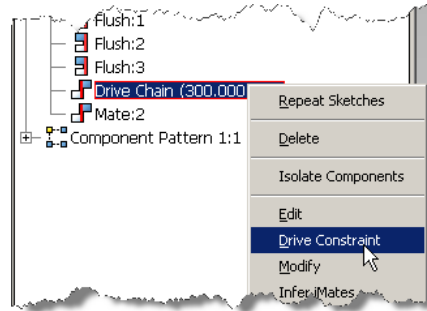 Flush:1
Flush:2
Flush:3
Drive Chain (300.000
Mate:2
Component Pattern 1:1
Repeat Sketches
Delete
Isolate Components
Edit
Drive Constraint
Modify
Infer iMates